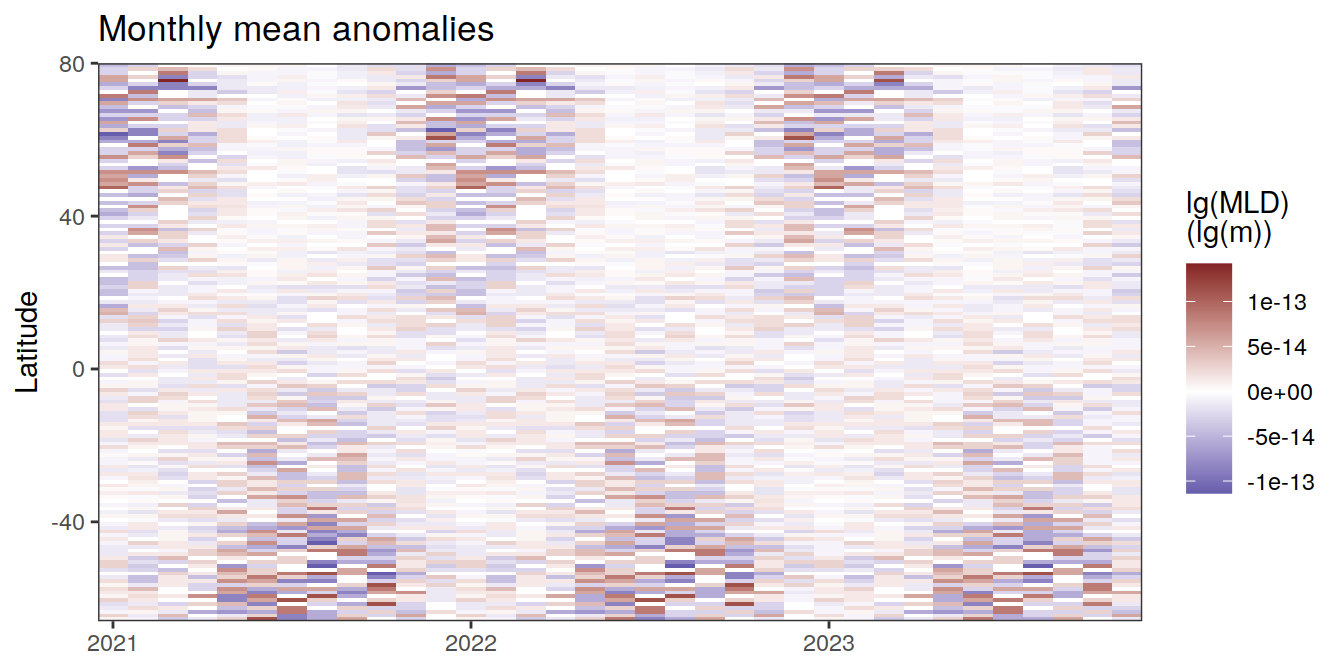 Monthly mean anomalies
80
40
0
-40
Latitude
2021
2022
2023
lg(MLD)
(lg(m))
1e-13
5e-14
0e+00
-5e-14
-1e-13